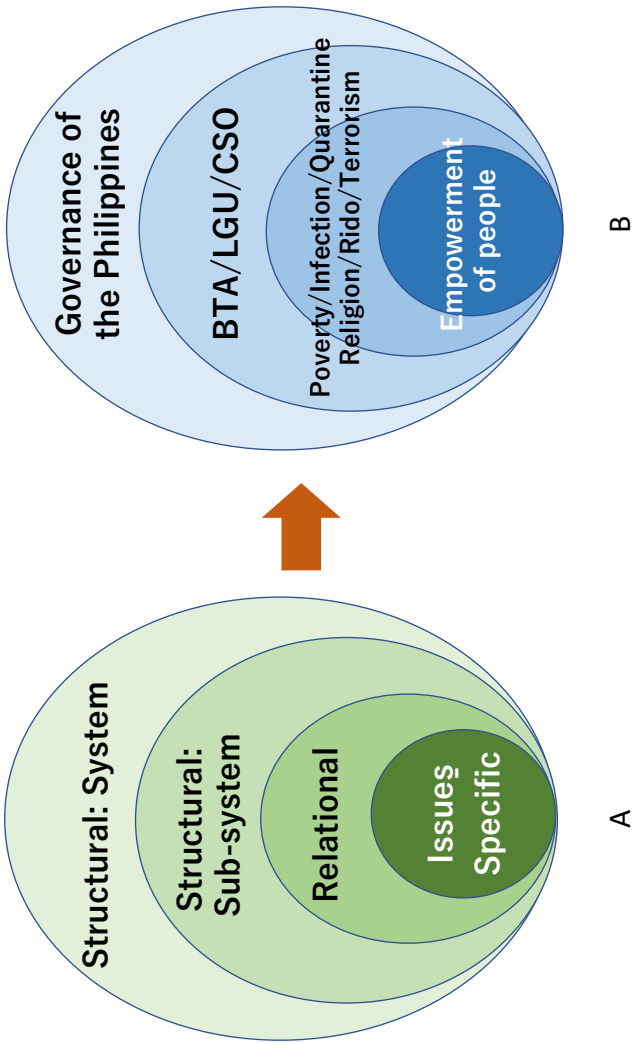 Structural: System
Structural:
Sub-system
Relational
Issues
Specific
A
Governance of
the Philippines
BTA/LGU/CSO
Poverty/Infection/Quarantine
Religion/Rido/Terrorism
Empowerment
of people
B